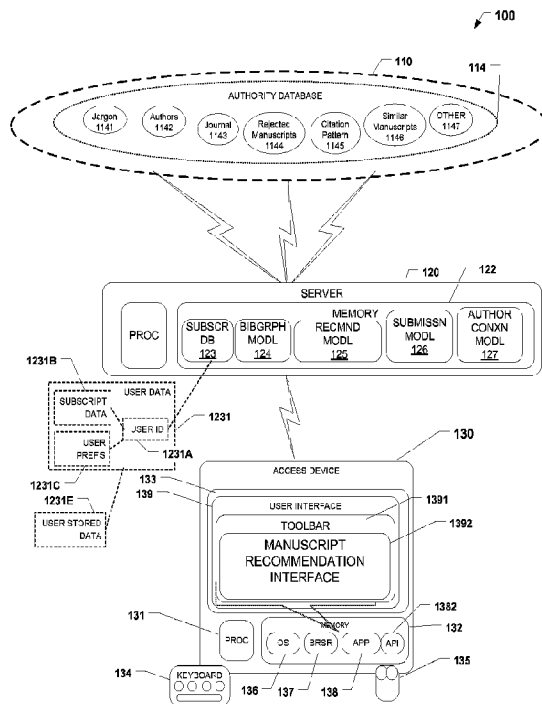 100
110
114
AUTHORITY DATABASE
Jargon 1141
Authors 1142
Journal 1143
Rejected Manuscripts 1144
Citation Pattern 1145
Similar Manuscripts 1146
OTHER 1147
120
122
SERVER
PROC
MEMORY
SUBSCR DB 123
BIBGRPH MODL 124
RECMND MODL 125
SUBMISSN MODL 126
AUTHOR CONXN MODL 127
1231B
USER DATA
SUBSCRIPT DATA
USER ID
1231
USER PREFS
1231A
1231C
1231E
USER STORED DATA
130
ACCESS DEVICE
133
139
USER INTERFACE
1391
TOOLBAR
1392
MANUSCRIPT RECOMMENDATION INTERFACE
131
1382
PROC
MEMORY
132
OS
BRSR
APP
API
134
KEYBOARD
136
137
138
135